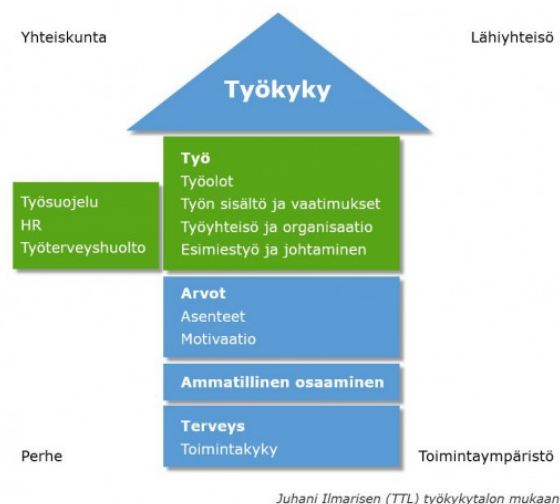 Yhteiskunta
Lähiyhteisö
Työkyky
Työ
Työolot
Työn sisältö ja vaatimukset
Työyhteisö ja organisaatio
Esimiestyö ja johtaminen
Työsuojelu
HR
Työterveyshuolto
Arvot
Asenteet
Motivaatio
Ammatillinen osaaminen
Terveys
Toimintakyky
Perhe
Toimintaympäristö
Juhani Ilmarisen (TTL) työkykytalon mukaan